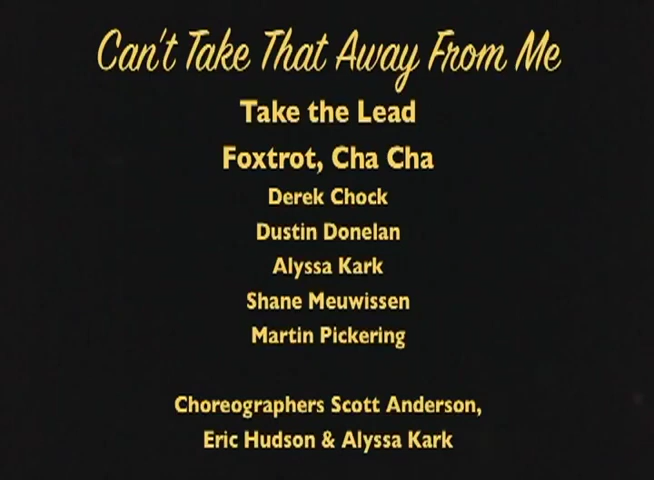 Can't Take That Away From Me
Take the Lead
Foxtrot, Cha Cha
Derek Chock
Dustin Donelan
Alyssa Kark
Shane Meuwissen
Martin Pickering
Choreographers Scott Anderson,
Eric Hudson & Alyssa Kark